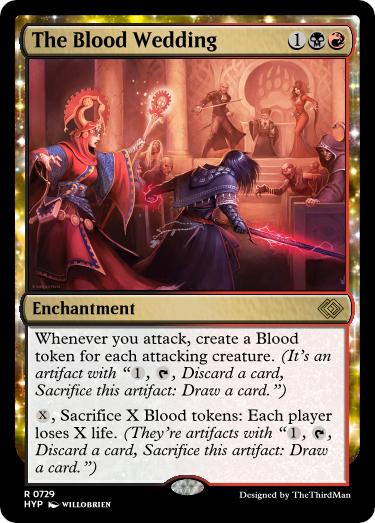 The Blood Wedding
1
Enchantment
Whenever you attack, create a Blood
token for each attacking creature. (It's an
artifact with "1, , Discard a card,
Sacrifice this artifact: Draw a card.")
X, Sacrifice X Blood tokens: Each player
loses X life. (They're artifacts with "1, ,
Discard a card, Sacrifice this artifact: Draw
a card.")
R 0729
HYP WILLOBRIEN
Designed by TheThirdMan